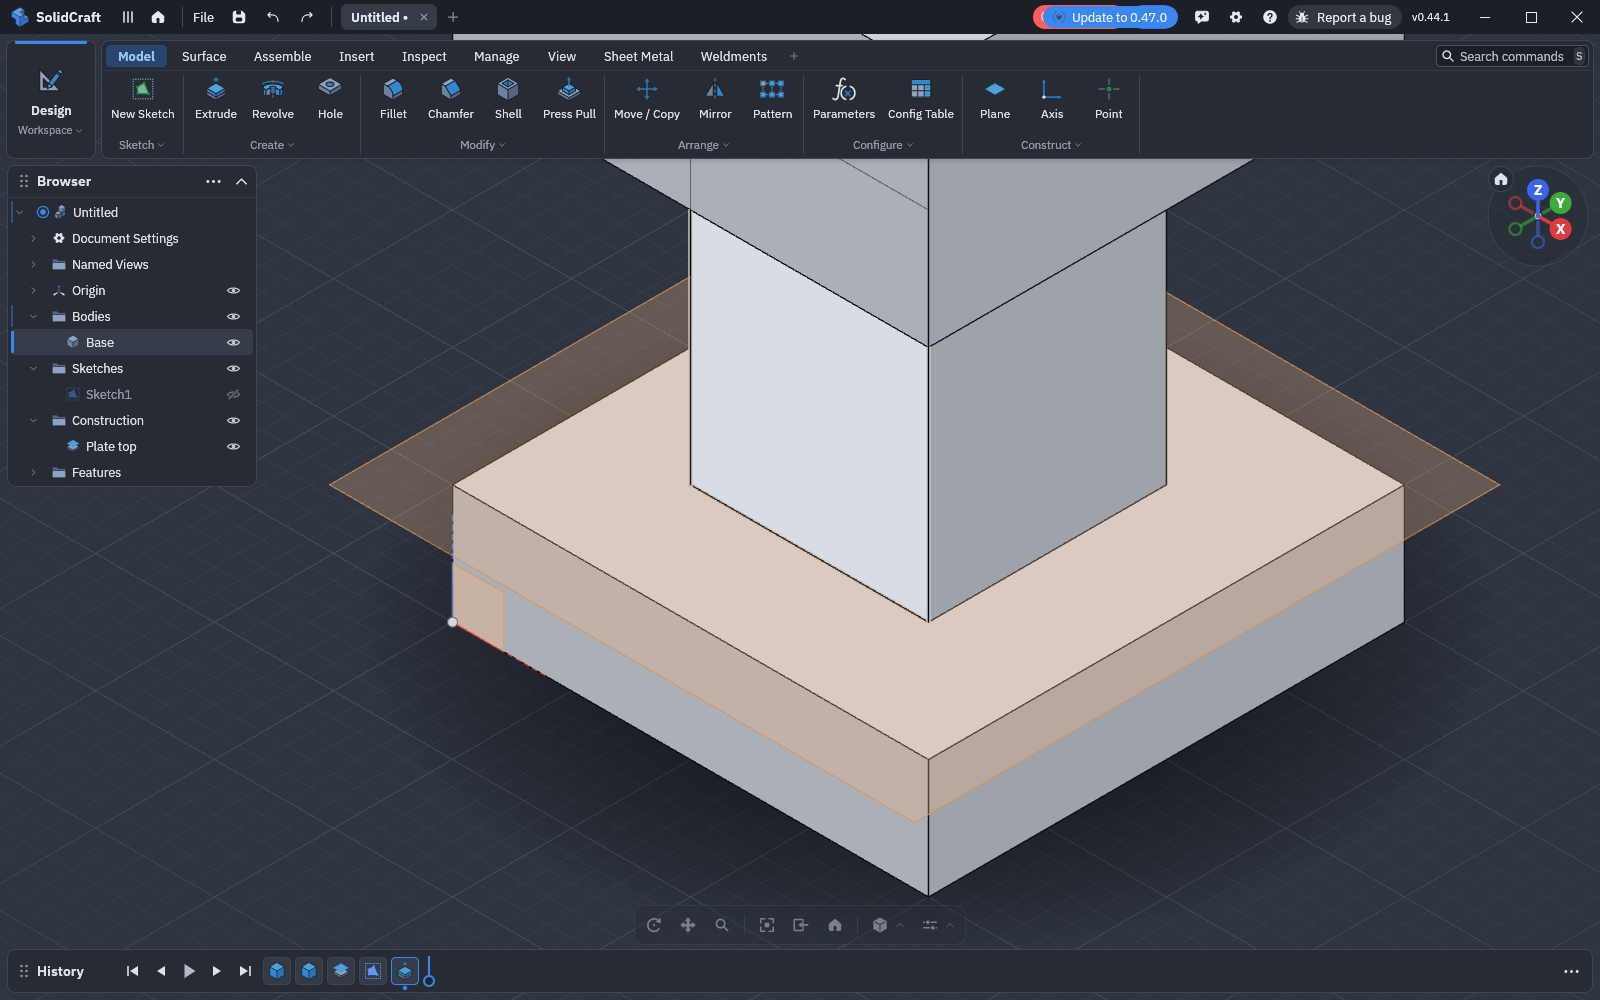 SolidCraft
File
Untitled •
Update to 0.47.0
Report a bug
v0.44.1
Design
Workspace
Model
Surface
Assemble
Insert
Inspect
Manage
View
Sheet Metal
Weldments
Search commands
S
New Sketch
Extrude
Revolve
Hole
Fillet
Chamfer
Shell
Press Pull
Move / Copy
Mirror
Pattern
Parameters
Config Table
Plane
Axis
Point
Sketch
Create
Modify
Arrange
Configure
Construct
Browser
Untitled
Document Settings
Named Views
Origin
Bodies
Base
Sketches
Sketch1
Construction
Plate top
Features
Z
Y
X
History